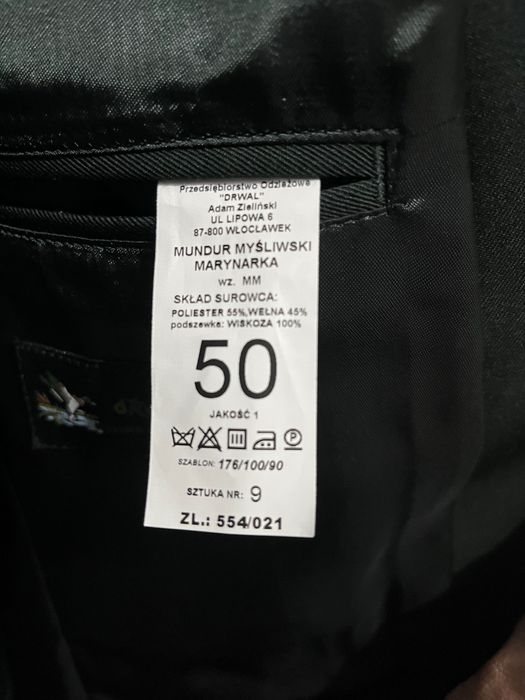 Przedsiębiorstwo Odzieżowe
"DRWAL"
Adam Zieliński
UL LIPOWA 6
87-800 WŁOCŁAWEK
MUNDUR MYŚLIWSKI
MARYNARKA
WZ. MM
SKŁAD SUROWCA:
POLIESTER 55%,WEŁNA 45%
podszewka: WISKOZA 100%
50
JAKOŚĆ 1
P
SZABLON: 176/100/90
SZTUKA NR: 9
ZL.: 554/021